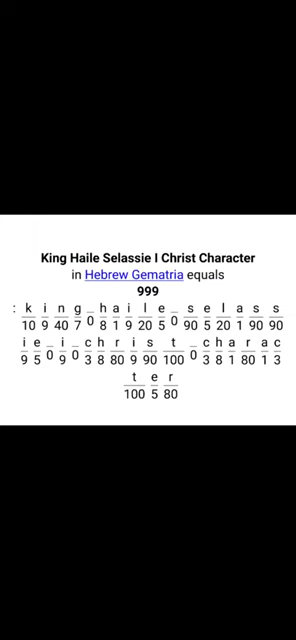 King Haile Selassie I Christ Character
in Hebrew Gematria equals
999
: k i n g _ h a i l e _ s e l a s s
10 9 40 7 0 8 1 9 20 5 0 90 5 20 1 90 90
i e _ i _ c h r i s t _ c h a r a c
9 5 0 9 0 3 8 80 9 90 100 0 3 8 1 80 1 3
t e r
100 5 80